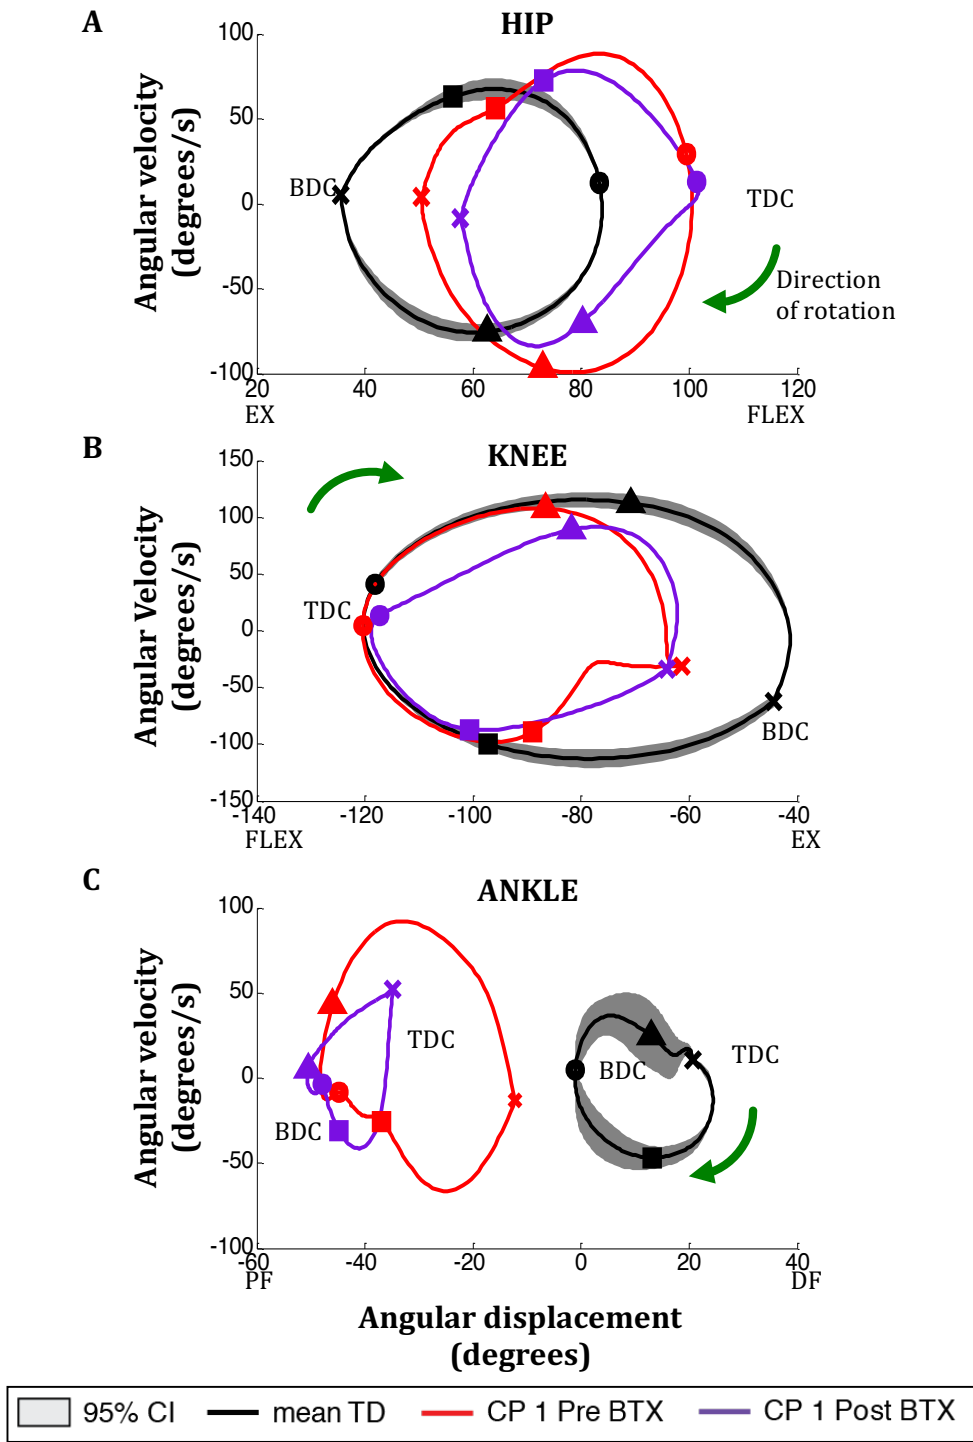 A
HIP
Angular velocity
(degrees/s)
100
50
0
-50
-100
BDC
TDC
Direction
of rotation
20
40
60
80
100
120
EX
FLEX
B
KNEE
Angular Velocity
(degrees/s)
150
100
50
0
-50
-100
-150
TDC
BDC
-140
-120
-100
-80
-60
-40
FLEX
EX
C
ANKLE
Angular velocity
(degrees/s)
100
50
0
-50
-100
TDC
BDC
BDC
TDC
-60
-40
-20
0
20
40
PF
DF
Angular displacement
(degrees)
95% CI
mean TD
CP 1 Pre BTX
CP 1 Post BTX